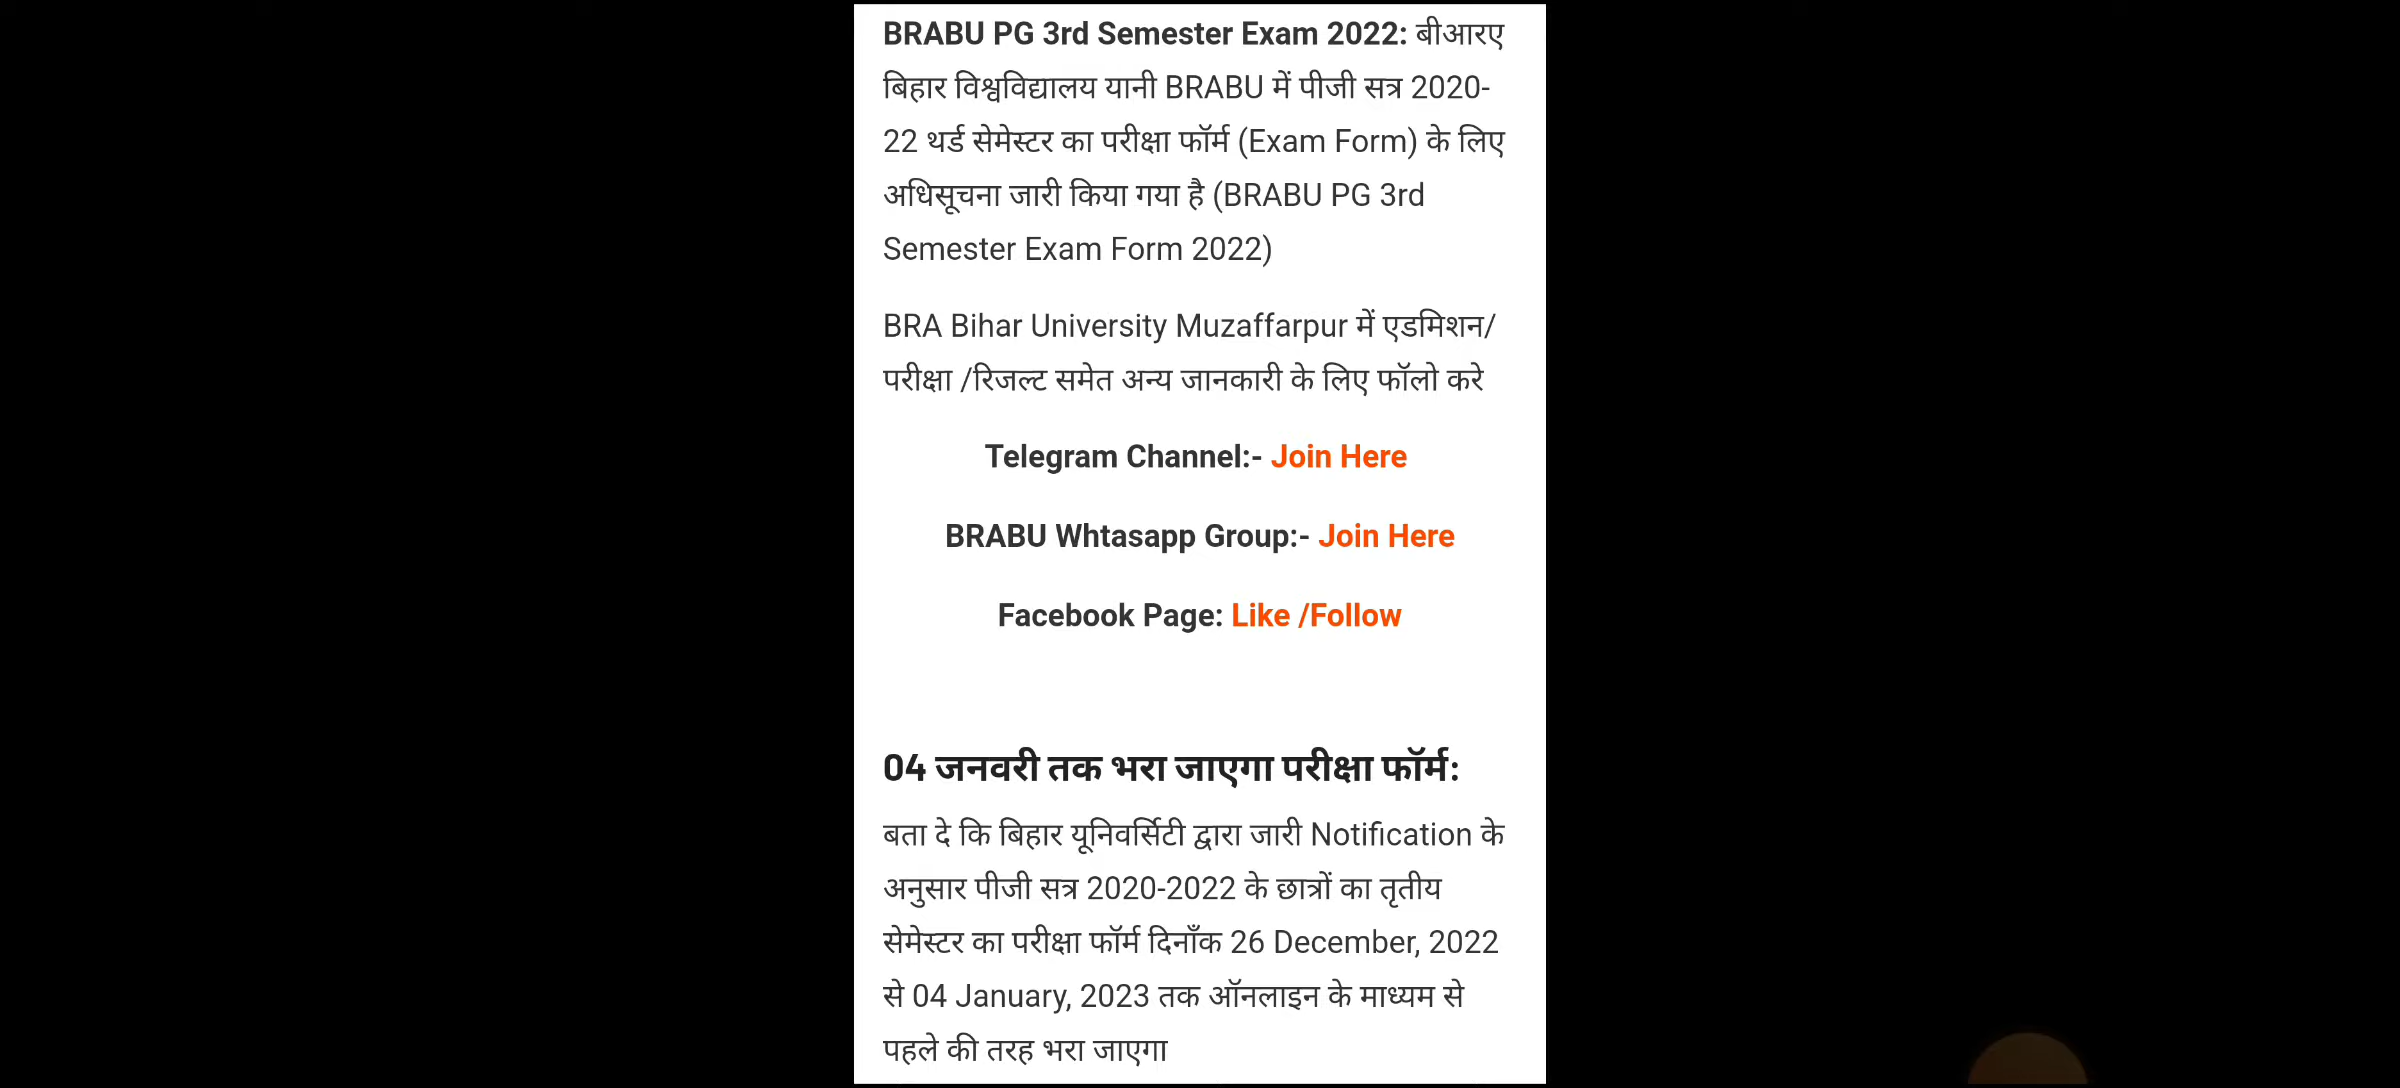 BRABU PG 3rd Semester Exam 2022: बीआरए
बिहार विश्वविद्यालय यानी BRABU में पीजी सत्र 2020-
22 थर्ड सेमेस्टर का परीक्षा फॉर्म (Exam Form) के लिए
अधिसूचना जारी किया गया है (BRABU PG 3rd
Semester Exam Form 2022)
BRA Bihar University Muzaffarpur में एडमिशन/
परीक्षा /रिजल्ट समेत अन्य जानकारी के लिए फॉलो करे
Telegram Channel:- Join Here
BRABU Whtasapp Group:- Join Here
Facebook Page: Like /Follow
04 जनवरी तक भरा जाएगा परीक्षा फॉर्म:
बता दे कि बिहार यूनिवर्सिटी द्वारा जारी Notification के
अनुसार पीजी सत्र 2020-2022 के छात्रों का तृतीय
सेमेस्टर का परीक्षा फॉर्म दिनाँक 26 December, 2022
से 04 January, 2023 तक ऑनलाइन के माध्यम से
पहले की तरह भरा जाएगा